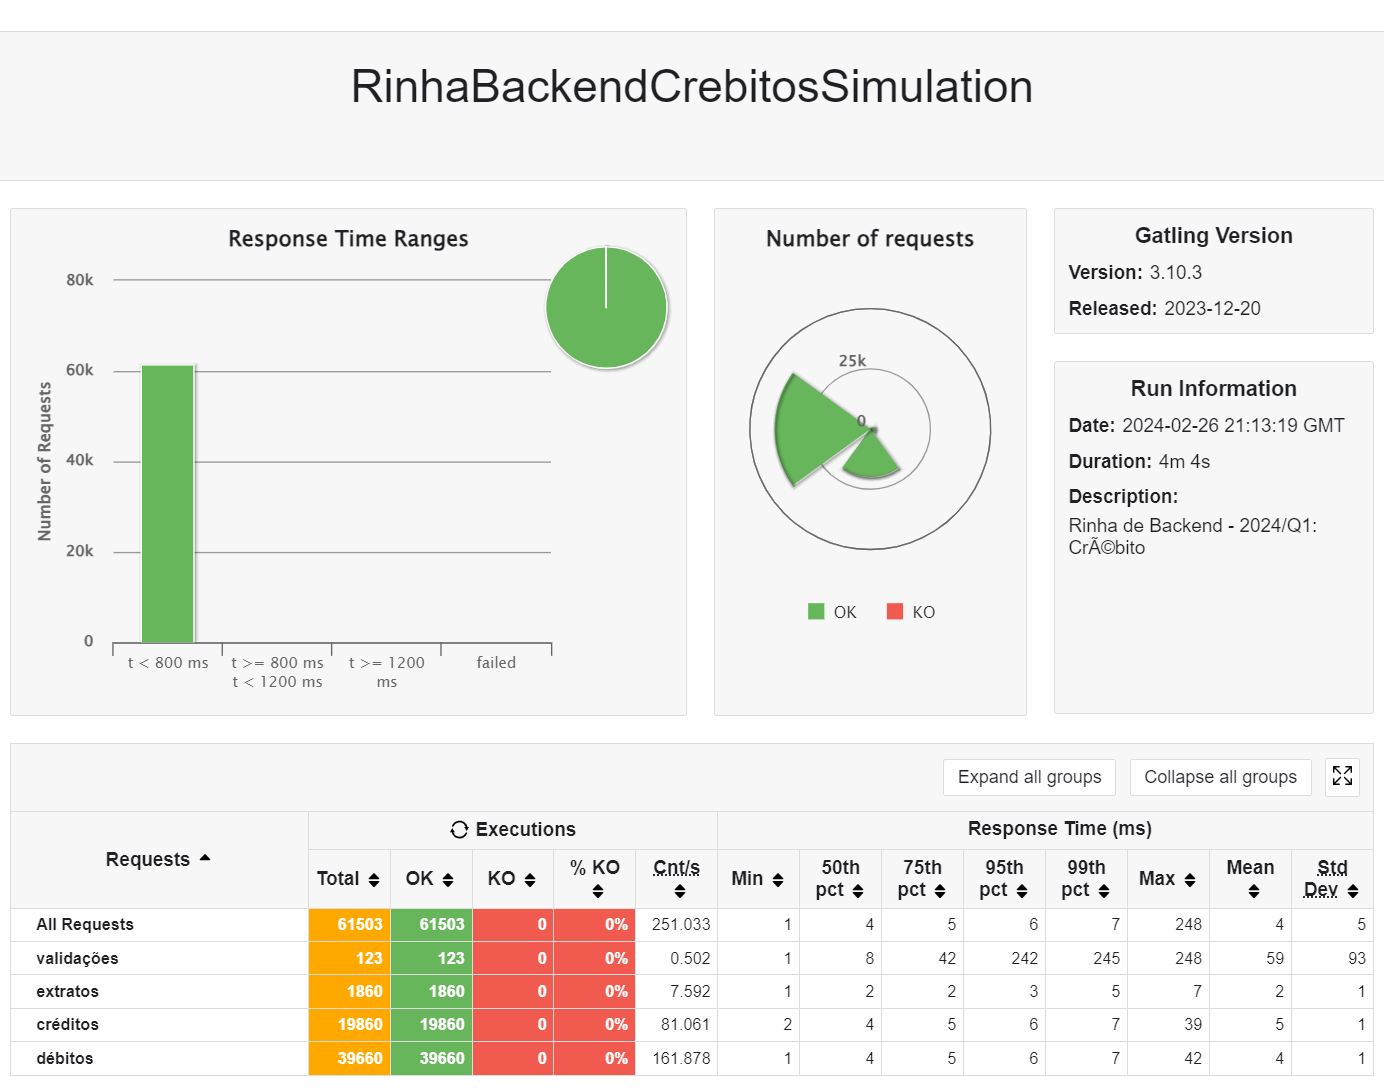 RinhaBackendCrebitosSimulation
Response Time Ranges
Number of Requests
80k
60k
40k
20k
0
t < 800 ms
t >= 800 ms
t < 1200 ms
t >= 1200
ms
failed
Number of requests
25k
0
OK
KO
Gatling Version
Version: 3.10.3
Released: 2023-12-20
Run Information
Date: 2024-02-26 21:13:19 GMT
Duration: 4m 4s
Description:
Rinha de Backend - 2024/Q1:
CrÃ©bito
Expand all groups
Collapse all groups
Requests
Executions
Response Time (ms)
Total OK KO % KO Cnt/s Min 50th pct 75th pct 95th pct 99th pct Max Mean Std Dev
All Requests 61503 61503 0 0% 251.033 1 4 5 6 7 248 4 5
validações 123 123 0 0% 0.502 1 8 42 242 245 248 59 93
extratos 1860 1860 0 0% 7.592 1 2 2 3 5 7 2 1
créditos 19860 19860 0 0% 81.061 2 4 5 6 7 39 5 1
débitos 39660 39660 0 0% 161.878 1 4 5 6 7 42 4 1